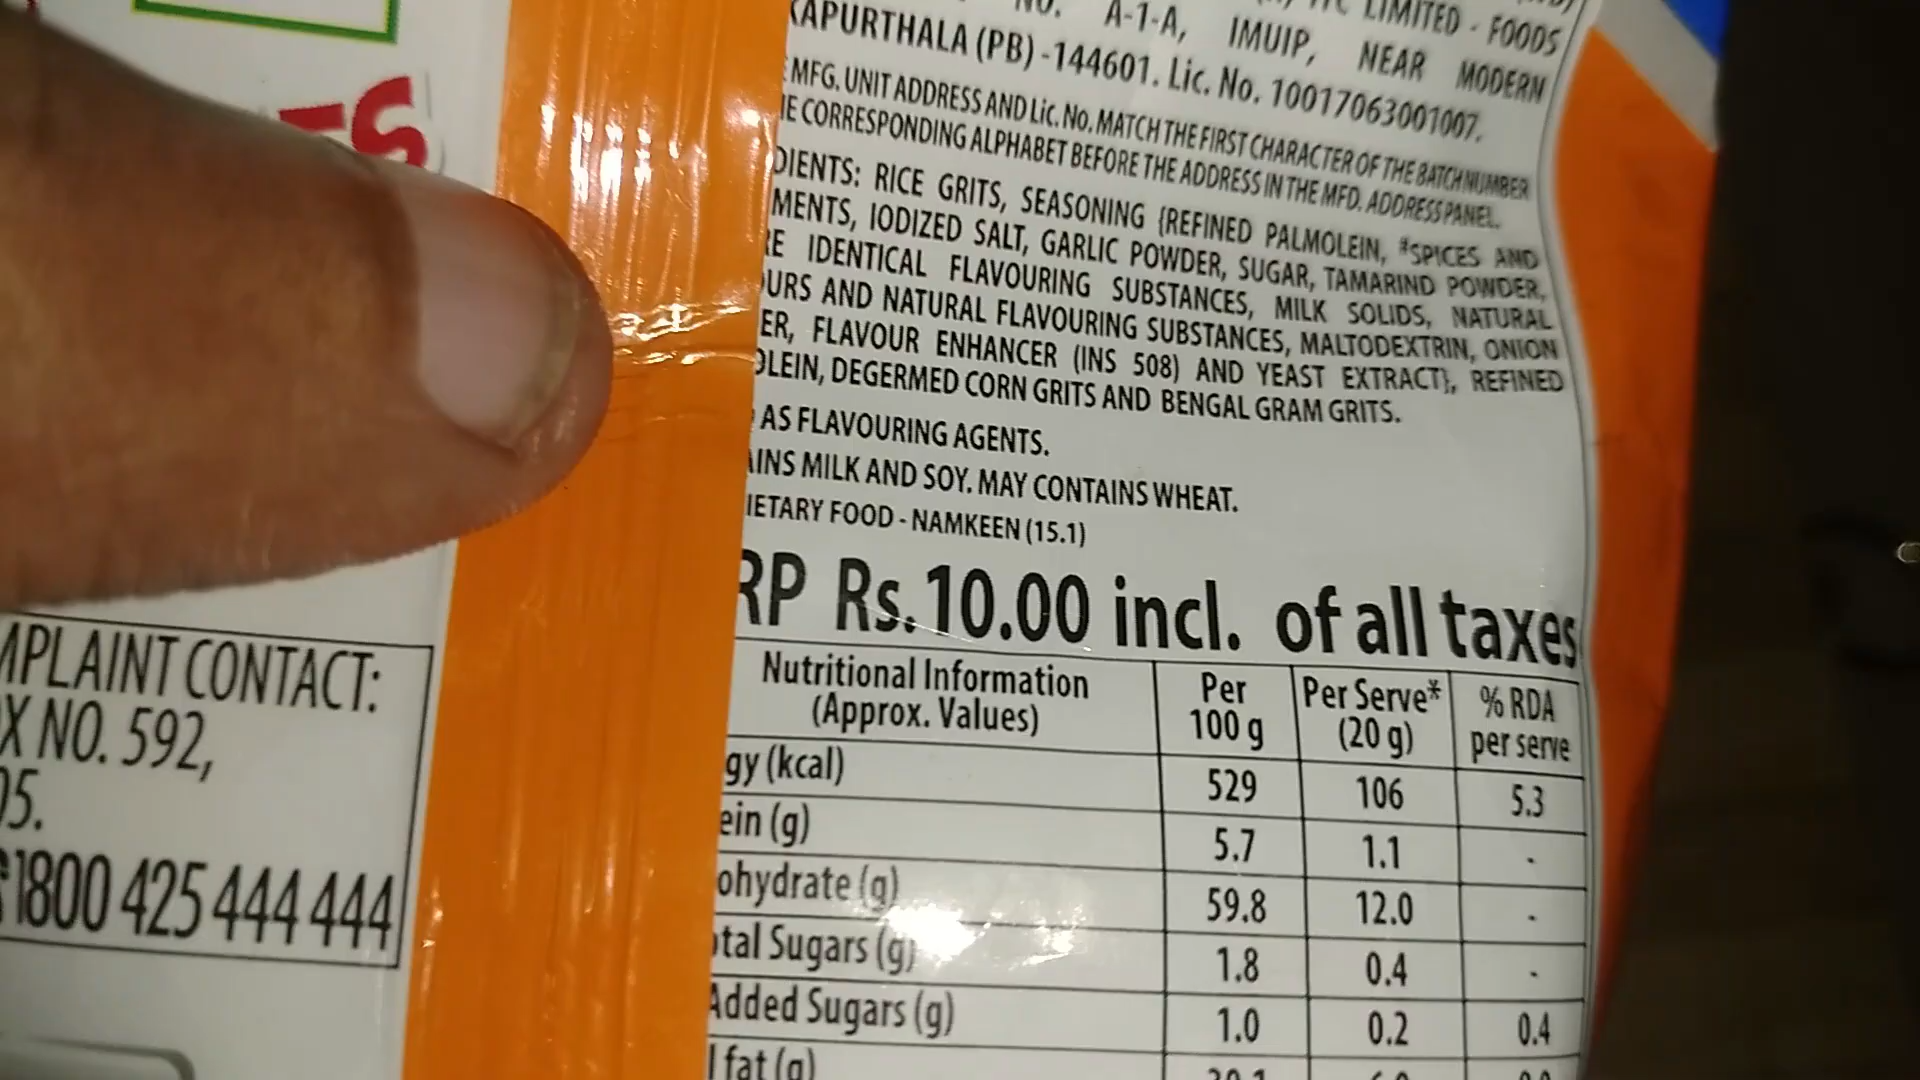 LIMITED - FOODS
NO. A-1-A, IMUIP, NEAR MODERN
KAPURTHALA (PB) -144601. Lic. No. 10017063001007.
MFG. UNIT ADDRESS AND Lic. No. MATCH THE FIRST CHARACTER OF THE BATCH NUMBER
CORRESPONDING ALPHABET BEFORE THE ADDRESS IN THE MFD. ADDRESS PANEL.
DIENTS: RICE GRITS, SEASONING {REFINED PALMOLEIN, #SPICES AND
MENTS, IODIZED SALT, GARLIC POWDER, SUGAR, TAMARIND POWDER,
RE IDENTICAL FLAVOURING SUBSTANCES, MILK SOLIDS, NATURAL
OURS AND NATURAL FLAVOURING SUBSTANCES, MALTODEXTRIN, ONION
ER, FLAVOUR ENHANCER (INS 508) AND YEAST EXTRACT}, REFINED
OLEIN, DEGERMED CORN GRITS AND BENGAL GRAM GRITS.
AS FLAVOURING AGENTS.
AINS MILK AND SOY. MAY CONTAINS WHEAT.
IETARY FOOD - NAMKEEN (15.1)
RP Rs.10.00 incl. of all taxes
Nutritional Information (Approx. Values) Per 100 g Per Serve* (20 g) % RDA per serve
gy (kcal) 529 106 5.3
ein (g) 5.7 1.1 -
ohydrate (g) 59.8 12.0 -
otal Sugars (g) 1.8 0.4 -
Added Sugars (g) 1.0 0.2 0.4
l fat (g)
ES
MPLAINT CONTACT:
X NO. 592,
05.
1800 425 444 444